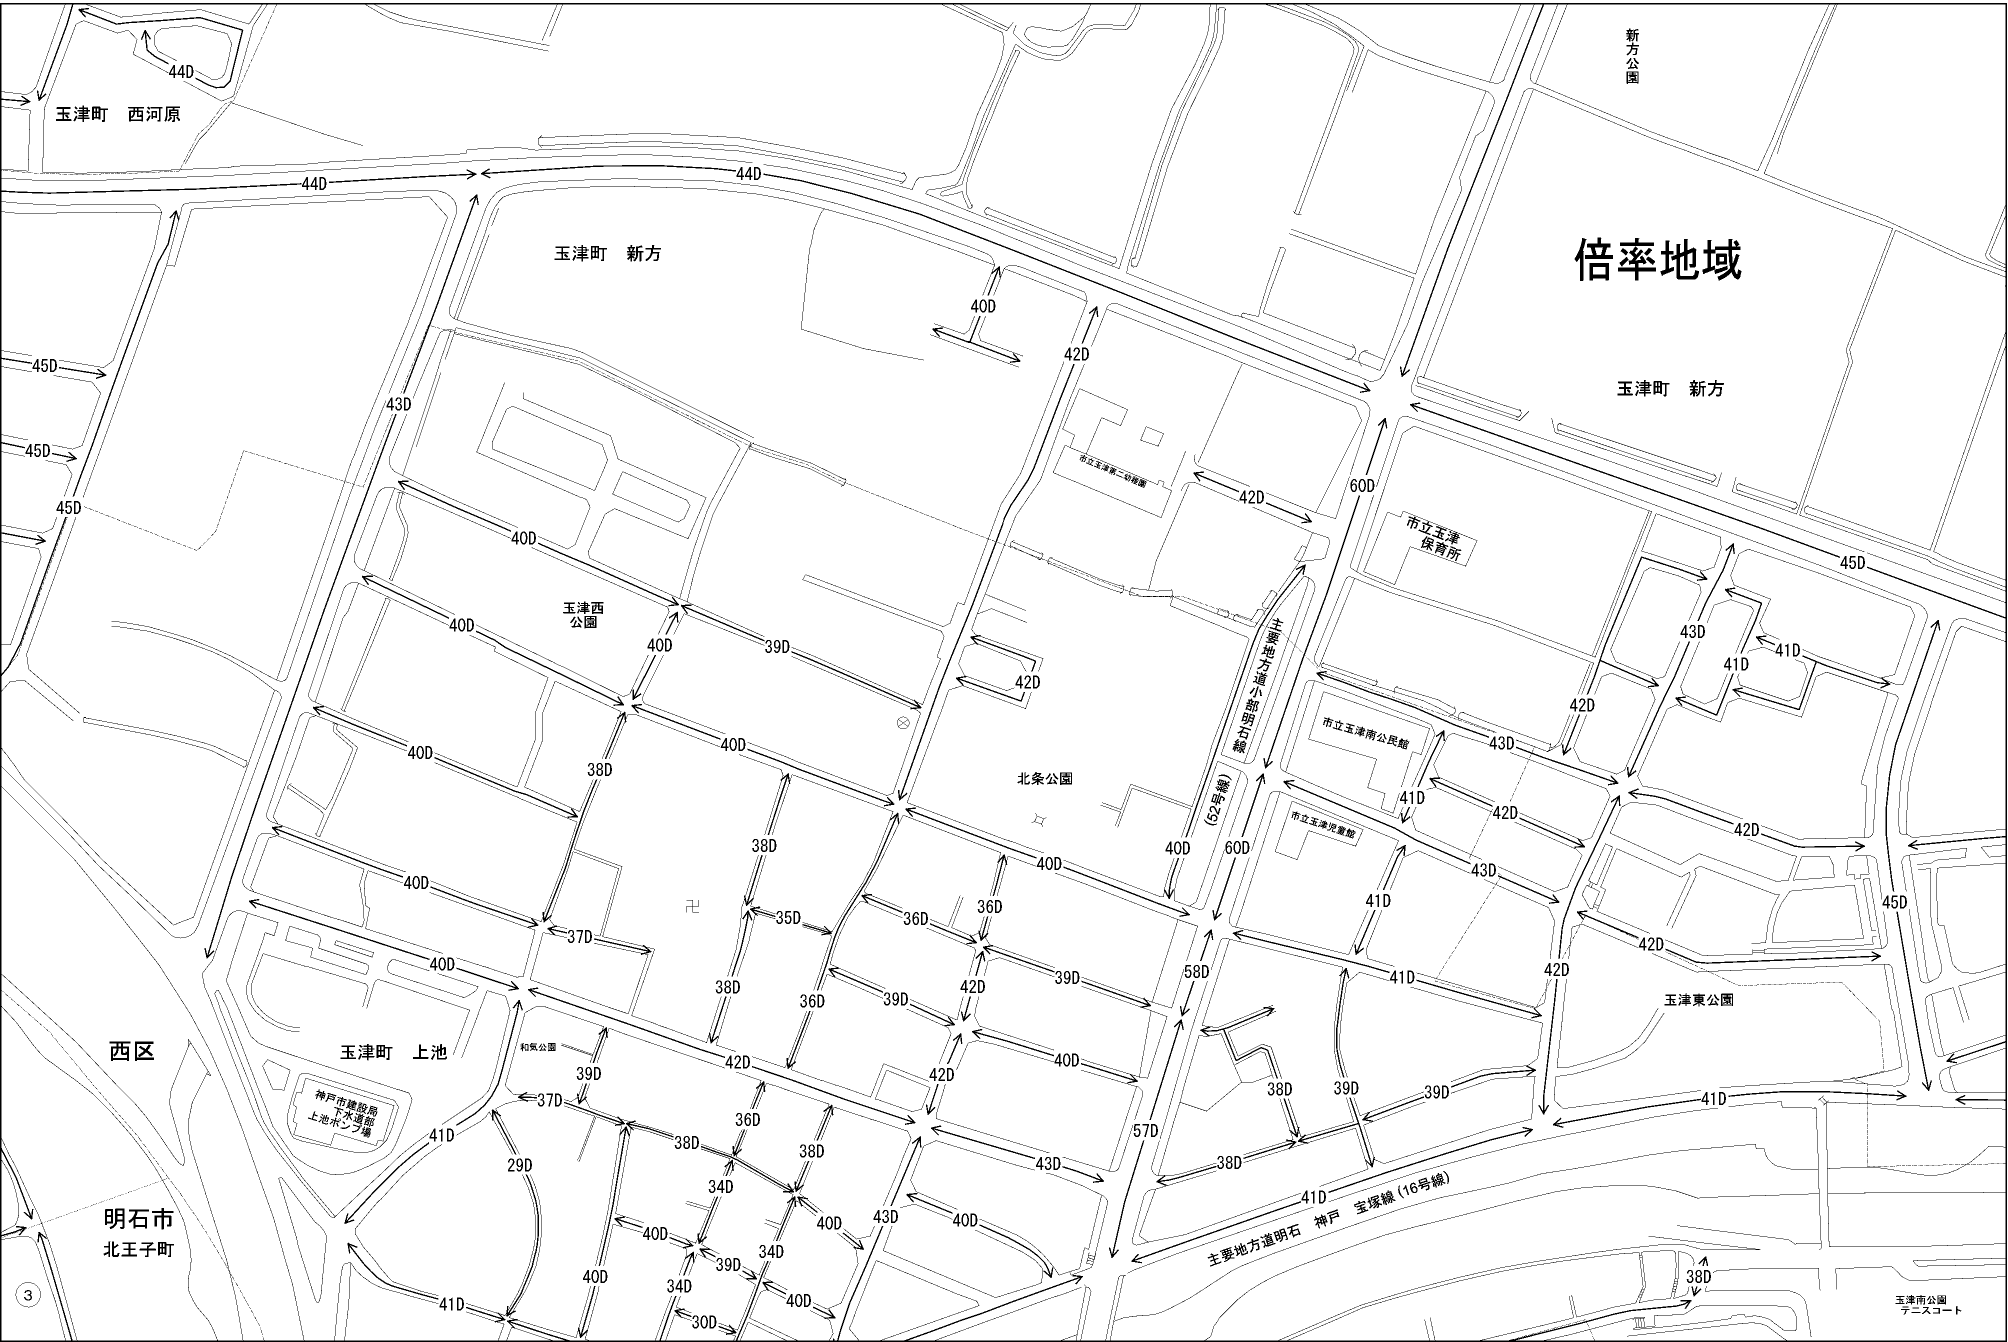 44D
玉津町 西河原
新方公園
44D
44D
玉津町 新方
倍率地域
40D
42D
45D
43D
玉津町 新方
45D
45D
市立玉津第二幼稚園
42D
60D
40D
市立玉津
保育所
45D
玉津西
公園
40D
40D
39D
42D
主要地方道小部明石線
(52号線)
43D
41D
41D
42D
市立玉津南公民館
43D
40D
40D
38D
北条公園
41D
42D
42D
市立玉津児童館
38D
40D
60D
40D
43D
40D
36D
36D
41D
45D
35D
37D
40D
39D
58D
41D
42D
42D
38D
36D
39D
42D
玉津東公園
西区
玉津町 上池
和気公園
42D
39D
42D
40D
38D
39D
39D
41D
神戸市建設局
下水道部
上池ポンプ場
37D
36D
41D
38D
38D
57D
29D
43D
38D
34D
41D
主要地方道明石 神戸 宝塚線(16号線)
明石市
北王子町
40D
40D
43D
40D
34D
39D
40D
34D
40D
38D
3
41D
30D
玉津南公園
テニスコート